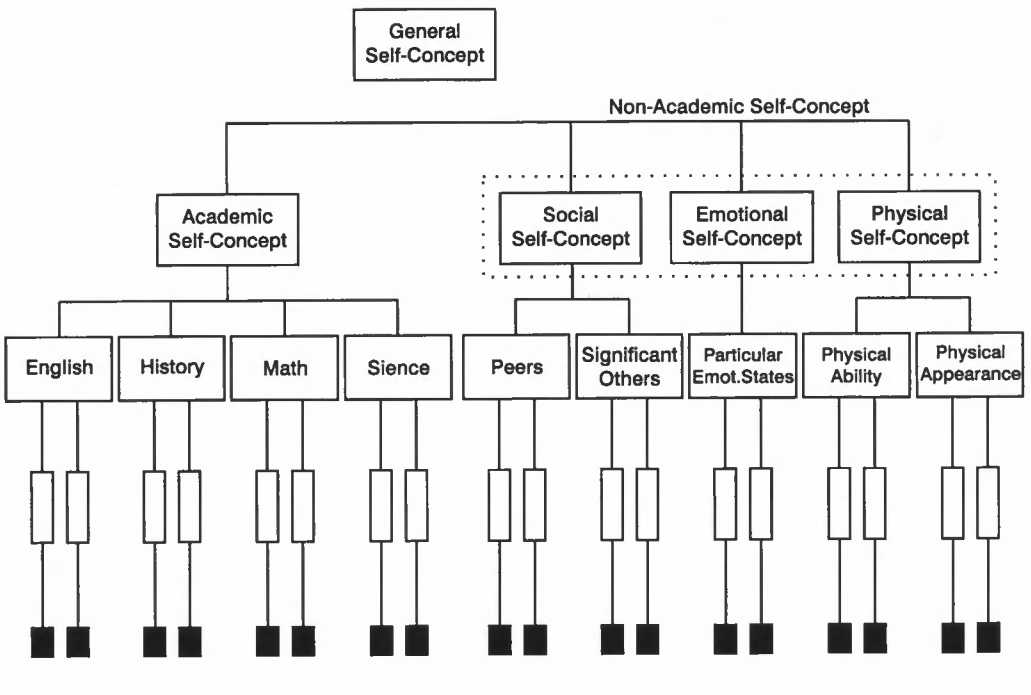 General
Self-Concept
Non-Academic Self-Concept
Academic
Self-Concept
Social
Self-Concept
Emotional
Self-Concept
Physical
Self-Concept
English
History
Math
Sience
Peers
Significant
Others
Particular
Emot.States
Physical
Ability
Physical
Appearance